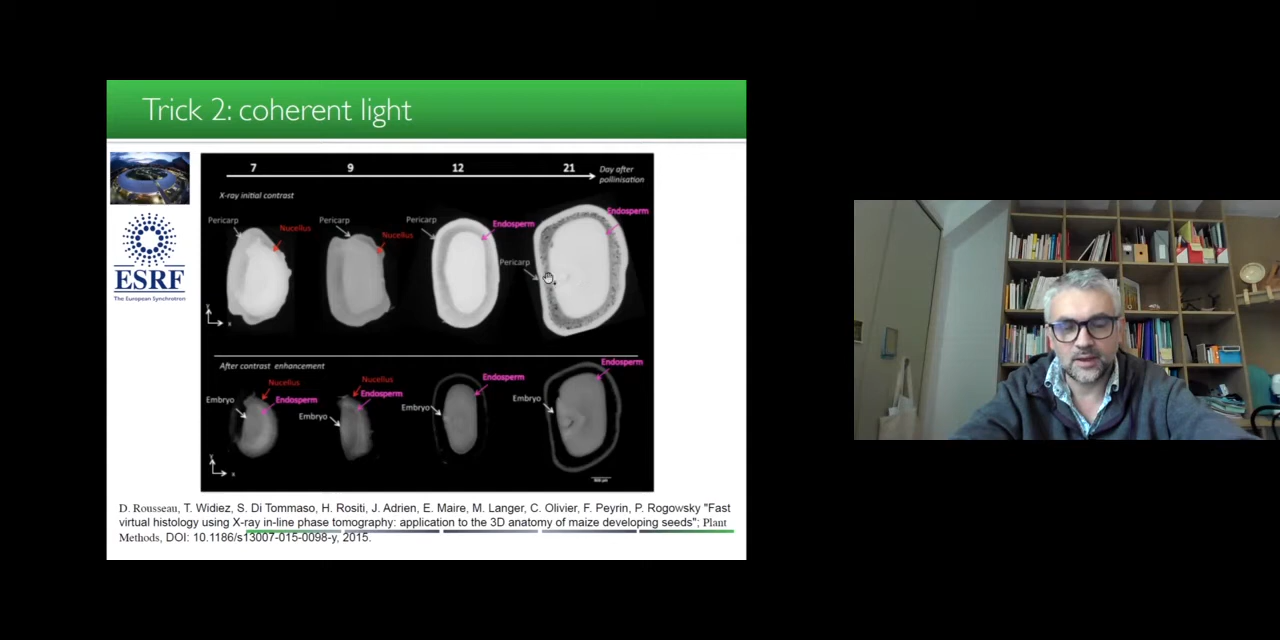 Trick 2: coherent light
7 9 12 21 Day after
pollinisation
X-ray initial contrast
Pericarp Nucellus Pericarp Nucellus Pericarp Endosperm Endosperm
Pericarp
ESRF
The European Synchrotron
Y
X
After contrast enhancement
Embryo Nucellus Endosperm Embryo Nucellus Endosperm Embryo Endosperm Embryo Endosperm
Y
X
D. Rousseau, T. Widiez, S. Di Tommaso, H. Rositi, J. Adrien, E. Maire, M. Langer, C. Olivier, F. Peyrin, P. Rogowsky "Fast
virtual histology using X-ray in-line phase tomography: application to the 3D anatomy of maize developing seeds"; Plant
Methods, DOI: 10.1186/s13007-015-0098-y, 2015.